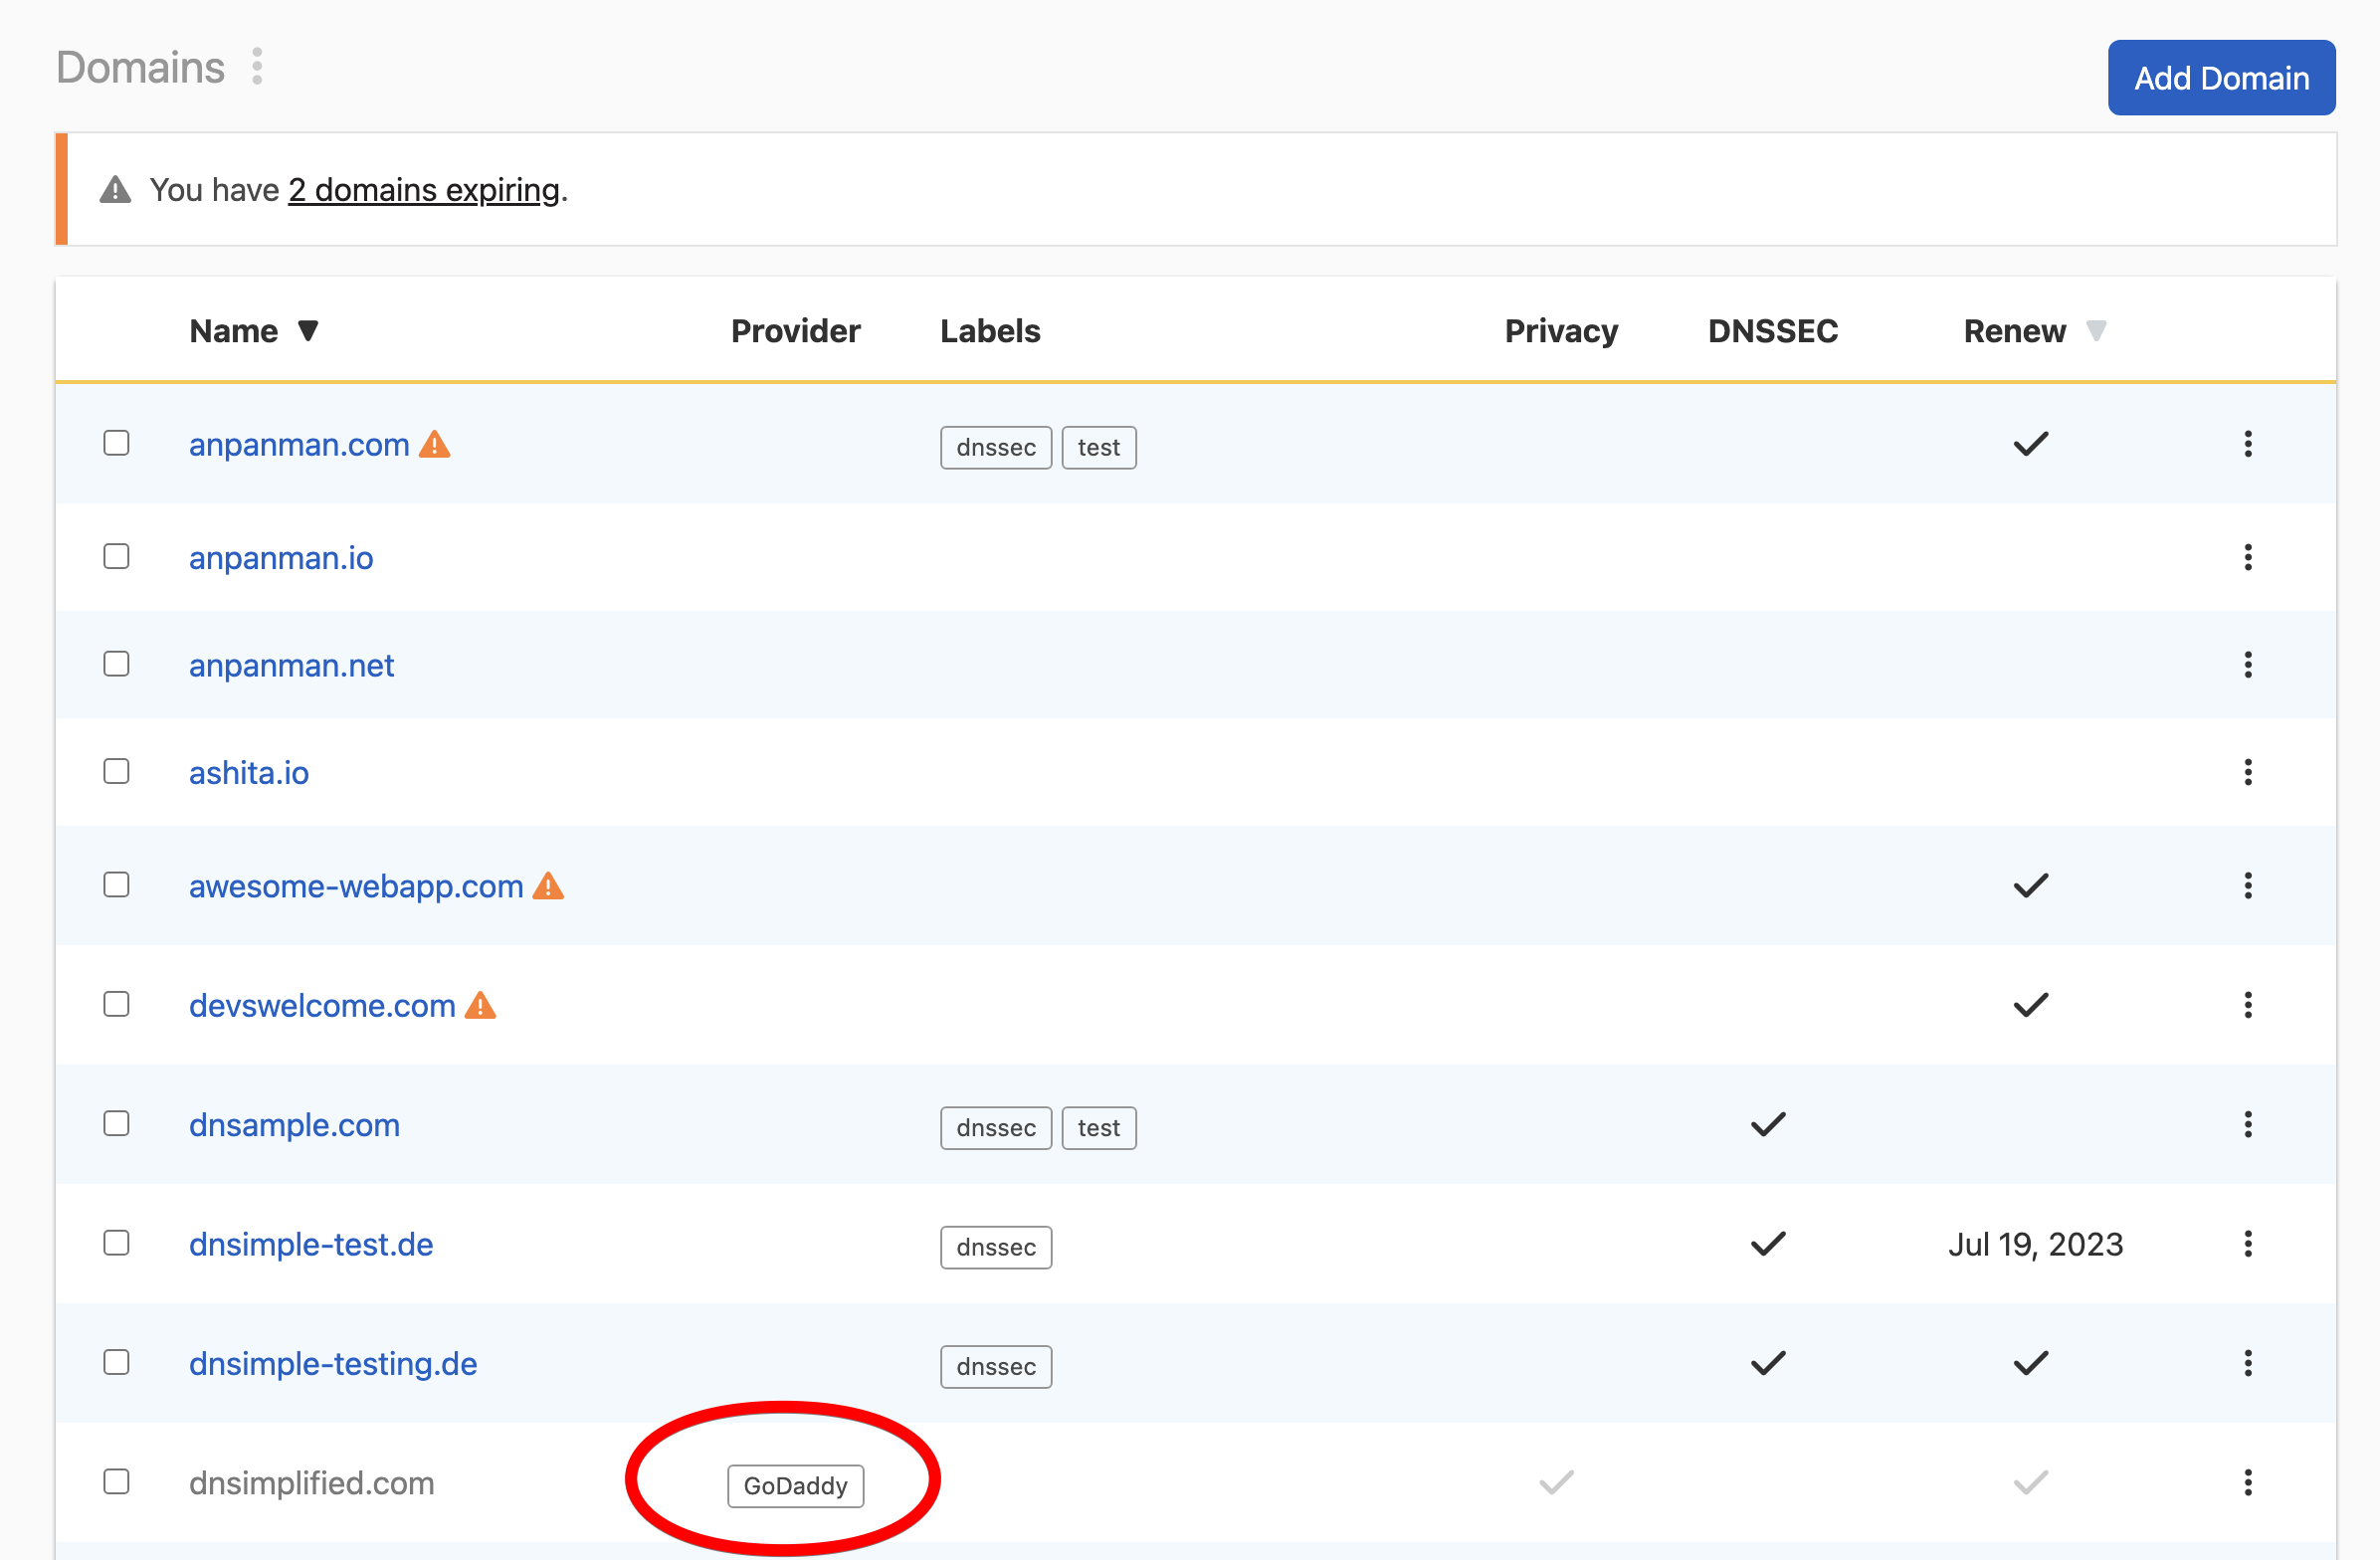 Domains
Add Domain
You have 2 domains expiring.
Name Provider Labels Privacy DNSSEC Renew
anpanman.com dnssec test
anpanman.io
anpanman.net
ashita.io
awesome-webapp.com
devswelcome.com
dnsample.com dnssec test
dnsimple-test.de dnssec Jul 19, 2023
dnsimple-testing.de dnssec
dnsimplified.com GoDaddy